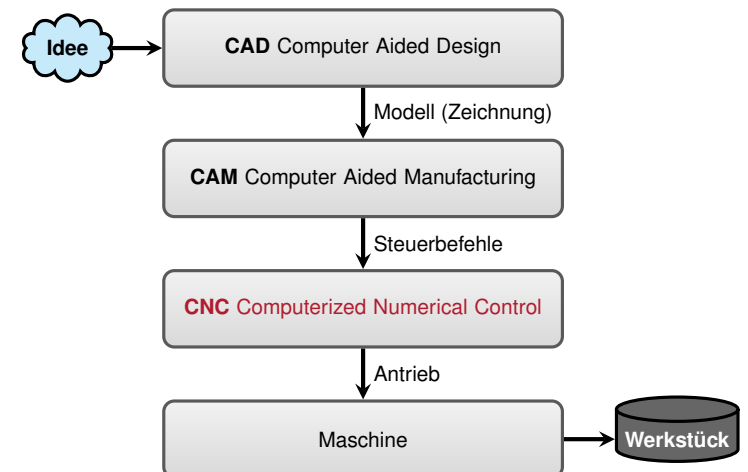 Idee
CAD Computer Aided Design
Modell (Zeichnung)
CAM Computer Aided Manufacturing
Steuerbefehle
CNC Computerized Numerical Control
Antrieb
Maschine
Werkstück